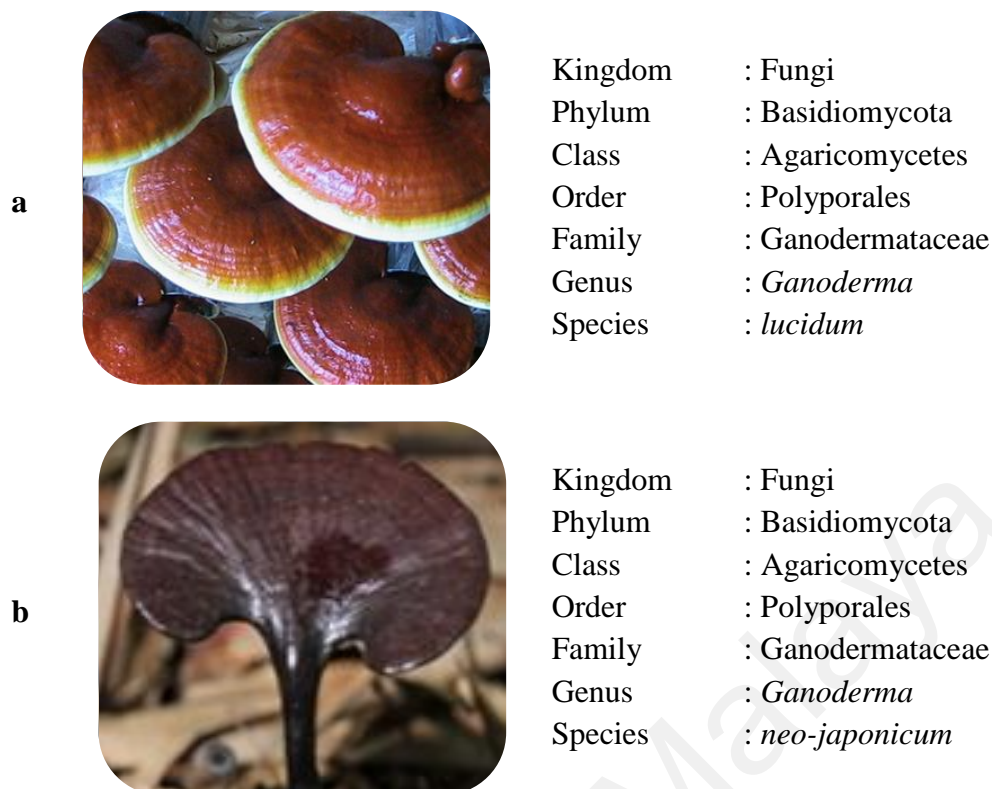 a
Kingdom : Fungi
Phylum : Basidiomycota
Class : Agaricomycetes
Order : Polyporales
Family : Ganodermataceae
Genus : Ganoderma
Species : lucidum
b
Kingdom : Fungi
Phylum : Basidiomycota
Class : Agaricomycetes
Order : Polyporales
Family : Ganodermataceae
Genus : Ganoderma
Species : neo-japonicum
Malaya